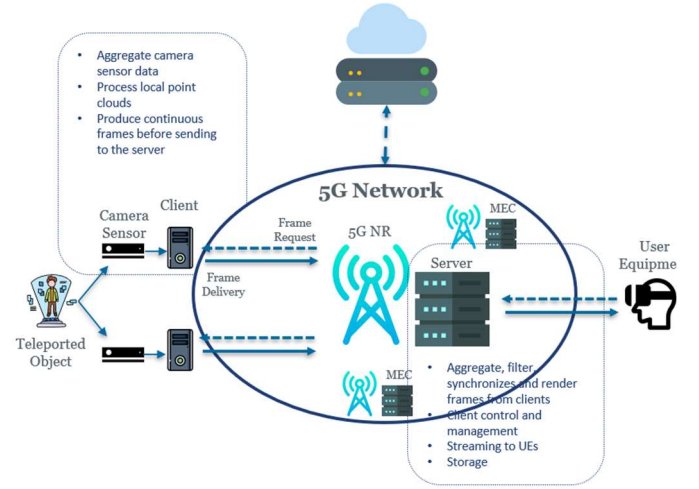 • Aggregate camera
sensor data
• Process local point
clouds
• Produce continuous
frames before sending
to the server
5G Network
Camera
Sensor
Client
Frame
Request
5G NR
MEC
Server
User
Equipme
Frame
Delivery
Teleported
Object
MEC
• Aggregate, filter,
synchronizes and render
frames from clients
• Client control and
management
• Streaming to UEs
• Storage